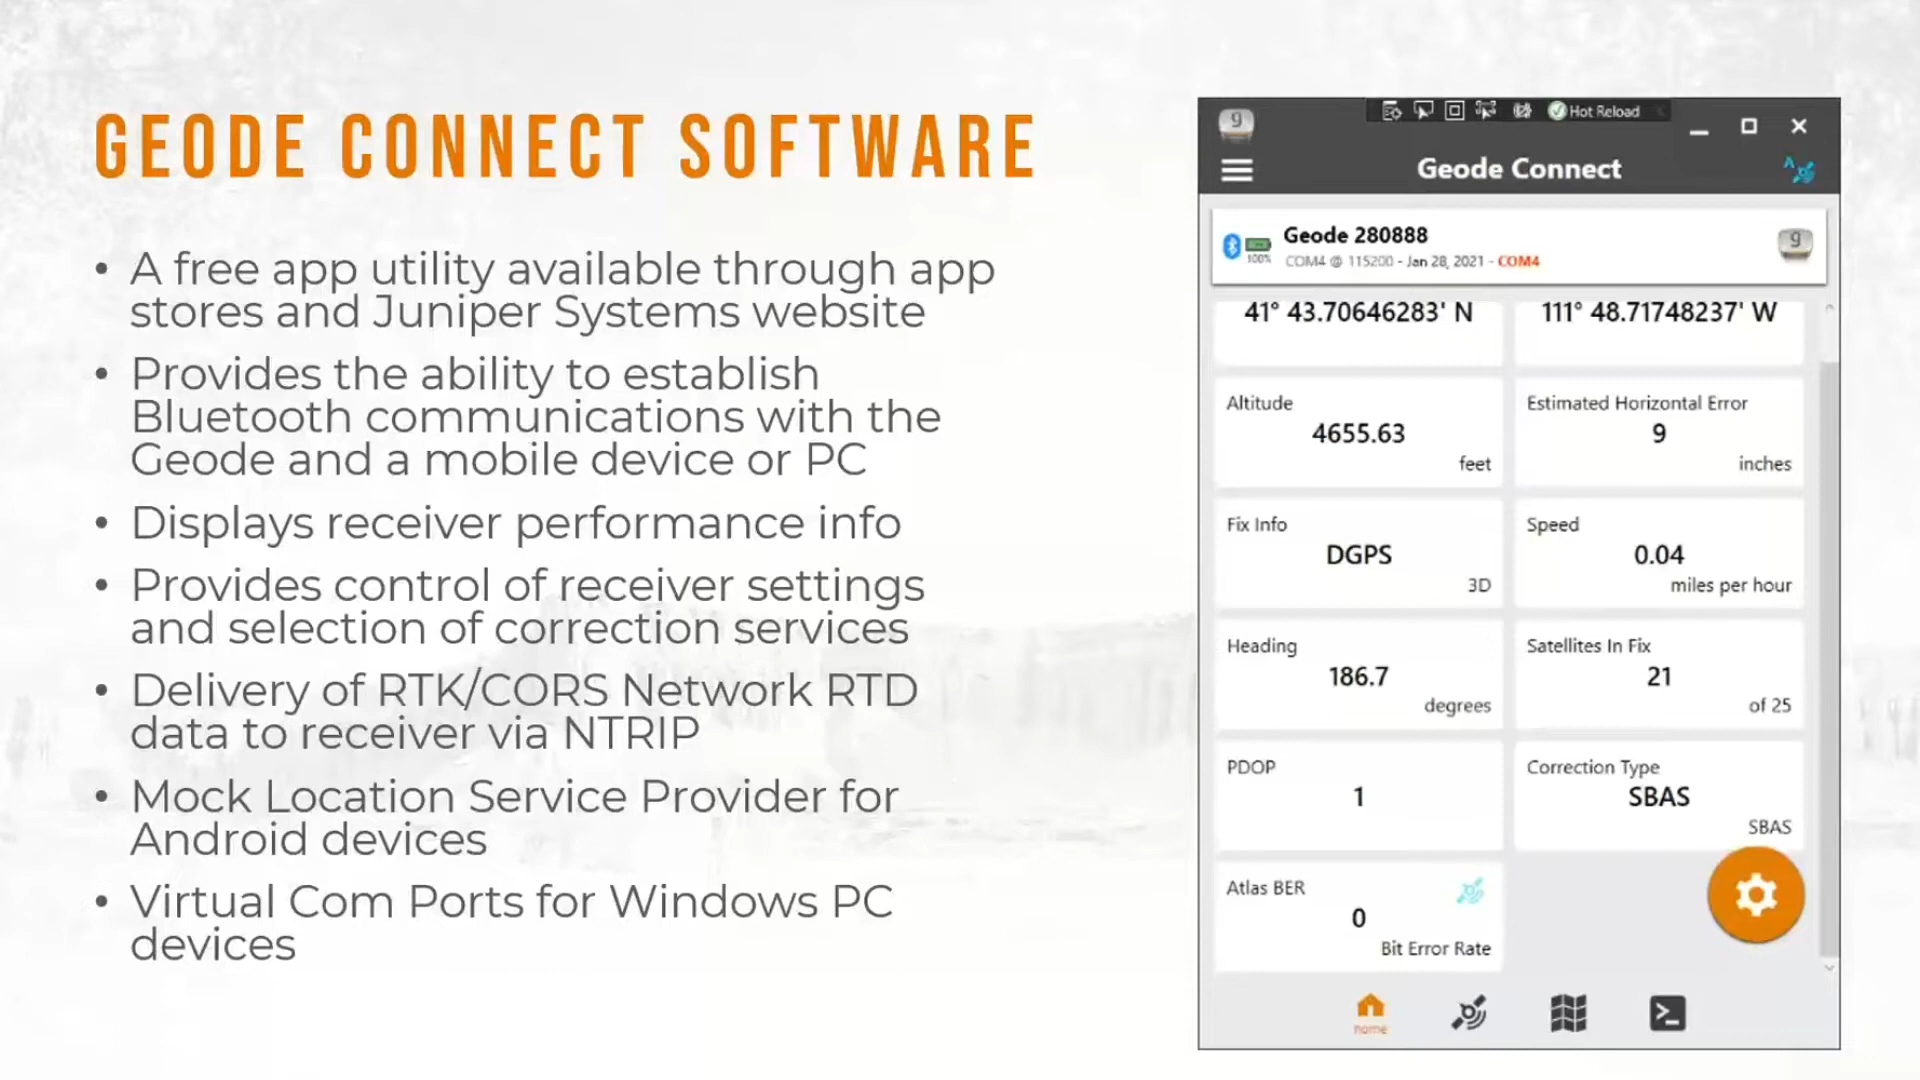 GEODE CONNECT SOFTWARE
• A free app utility available through app
stores and Juniper Systems website
• Provides the ability to establish
Bluetooth communications with the
Geode and a mobile device or PC
• Displays receiver performance info
• Provides control of receiver settings
and selection of correction services
• Delivery of RTK/CORS Network RTD
data to receiver via NTRIP
• Mock Location Service Provider for
Android devices
• Virtual Com Ports for Windows PC
devices
g
Hot Reload
Geode Connect
A
Geode 280888
100%
COM4 @ 115200 - Jan 28, 2021 - COM4
g
41° 43.70646283' N
111° 48.71748237' W
Altitude
4655.63
feet
Estimated Horizontal Error
9
inches
Fix Info
DGPS
3D
Speed
0.04
miles per hour
Heading
186.7
degrees
Satellites In Fix
21
of 25
PDOP
1
Correction Type
SBAS
SBAS
Atlas BER
0
Bit Error Rate
home